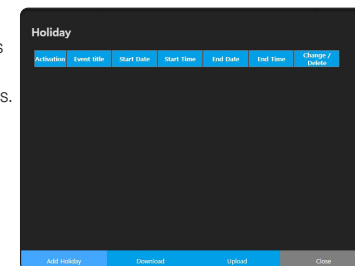 Holiday
s
Activation Event title Start Date Start Time End Date End Time Change / Delete
s.
Add Holiday Download Upload Close